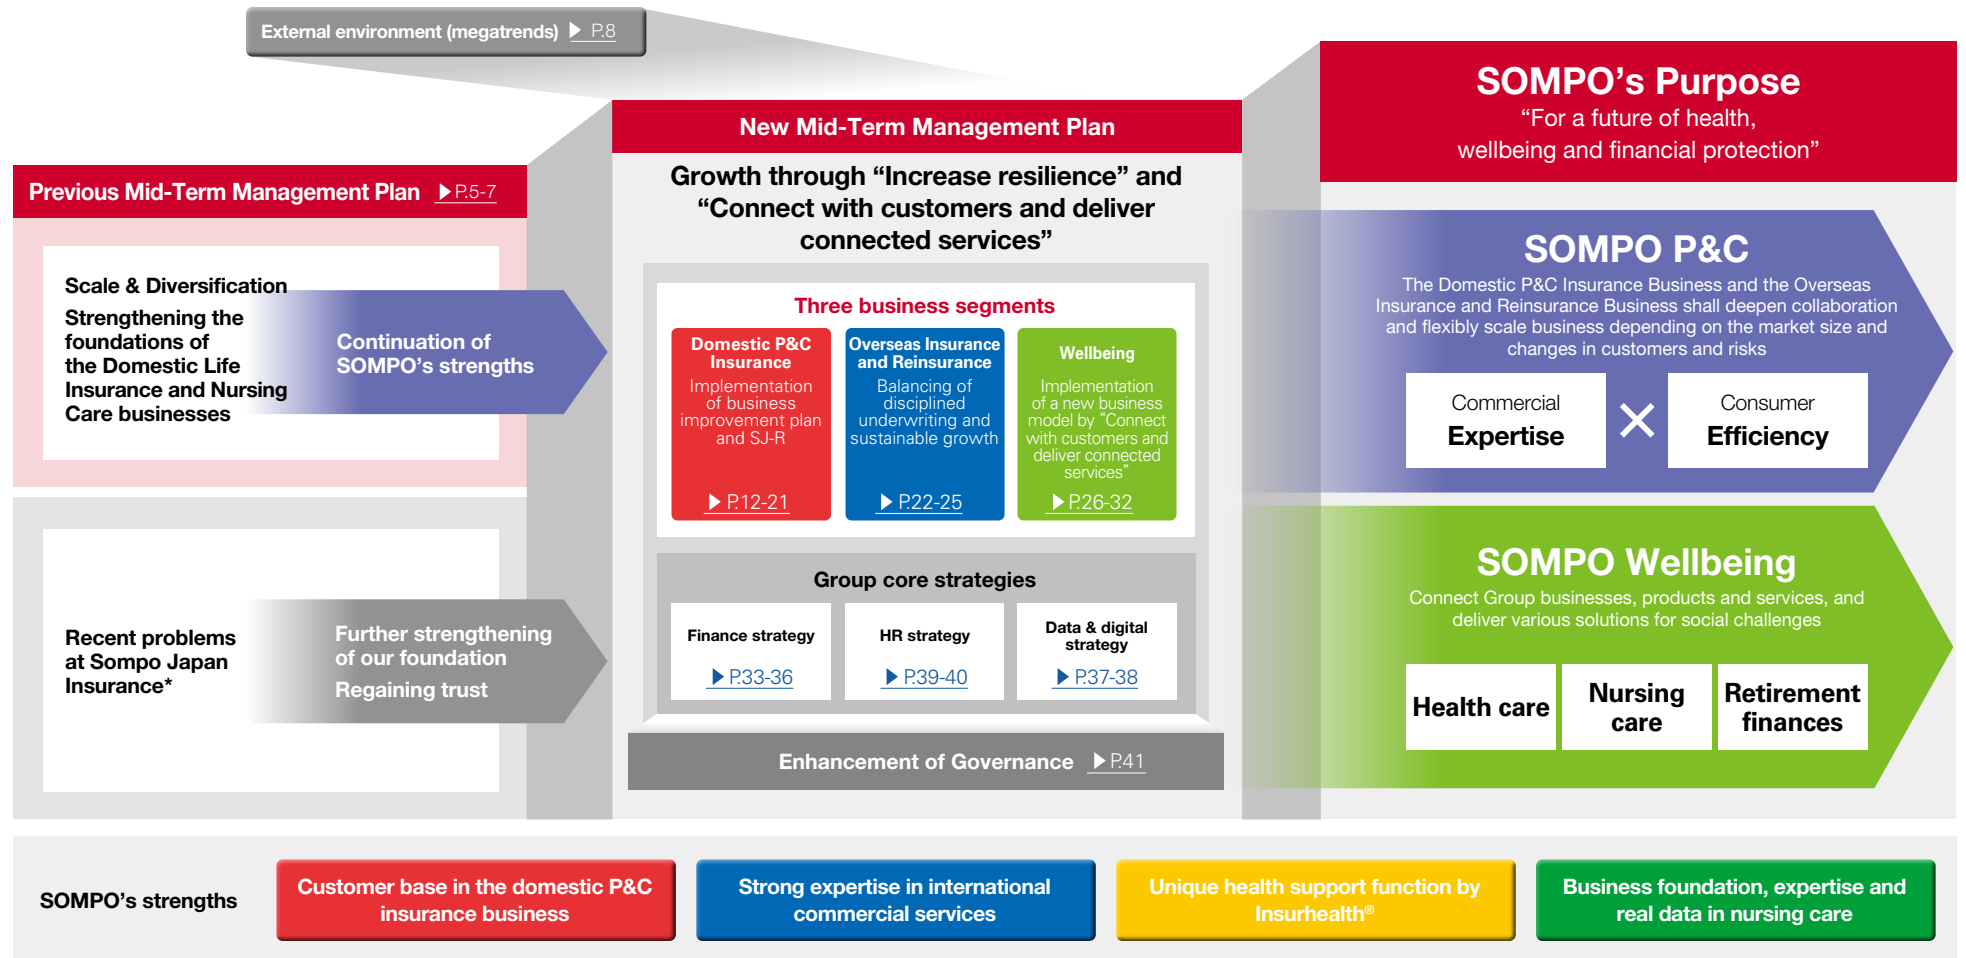 External environment (megatrends) ▶ P.8
Previous Mid-Term Management Plan ▶P.5-7
Scale & Diversification
Strengthening the
foundations of
the Domestic Life
Insurance and Nursing
Care businesses
Continuation of
SOMPO's strengths
Recent problems
at Sompo Japan
Insurance*
Further strengthening
of our foundation
Regaining trust
New Mid-Term Management Plan
Growth through “Increase resilience” and
“Connect with customers and deliver
connected services”
Three business segments
Domestic P&C
Insurance
Implementation
of business
improvement plan
and SJ-R
▶ P.12-21
Overseas Insurance
and Reinsurance
Balancing of
disciplined
underwriting and
sustainable growth
▶ P.22-25
Wellbeing
Implementation
of a new business
model by “Connect
with customers and
deliver connected
services”
▶ P.26-32
Group core strategies
Finance strategy
▶ P.33-36
HR strategy
▶ P.39-40
Data & digital
strategy
▶ P.37-38
Enhancement of Governance ▶ P.41
SOMPO’s Purpose
“For a future of health,
wellbeing and financial protection”
SOMPO P&C
The Domestic P&C Insurance Business and the Overseas
Insurance and Reinsurance Business shall deepen collaboration
and flexibly scale business depending on the market size and
changes in customers and risks
Commercial
Expertise
×
Consumer
Efficiency
SOMPO Wellbeing
Connect Group businesses, products and services, and
deliver various solutions for social challenges
Health care
Nursing
care
Retirement
finances
SOMPO’s strengths
Customer base in the domestic P&C
insurance business
Strong expertise in international
commercial services
Unique health support function by
Insurhealth®
Business foundation, expertise and
real data in nursing care